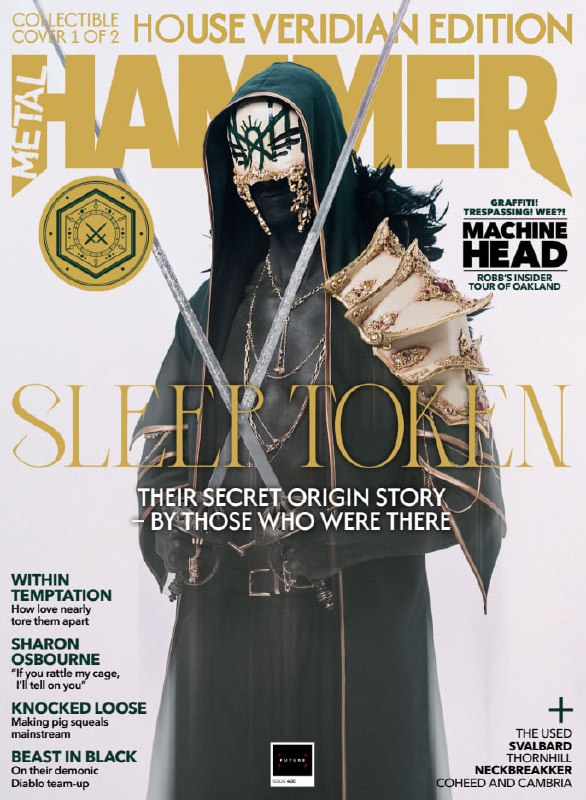 COLLECTIBLE
COVER 1 OF 2
HOUSE VERIDIAN EDITION
METAL
HAMMER
GRAFFITI!
TRESPASSING! WEE?!
MACHINE
HEAD
ROBB'S INSIDER
TOUR OF OAKLAND
SLEEP TOKEN
THEIR SECRET ORIGIN STORY
– BY THOSE WHO WERE THERE
WITHIN
TEMPTATION
How love nearly
tore them apart
SHARON
OSBOURNE
"If you rattle my cage,
I'll tell on you"
KNOCKED LOOSE
Making pig squeals
mainstream
BEAST IN BLACK
On their demonic
Diablo team-up
FUTURE
ISSUE 400
+
THE USED
SVALBARD
THORNHILL
NECKBREAKKER
COHEED AND CAMBRIA